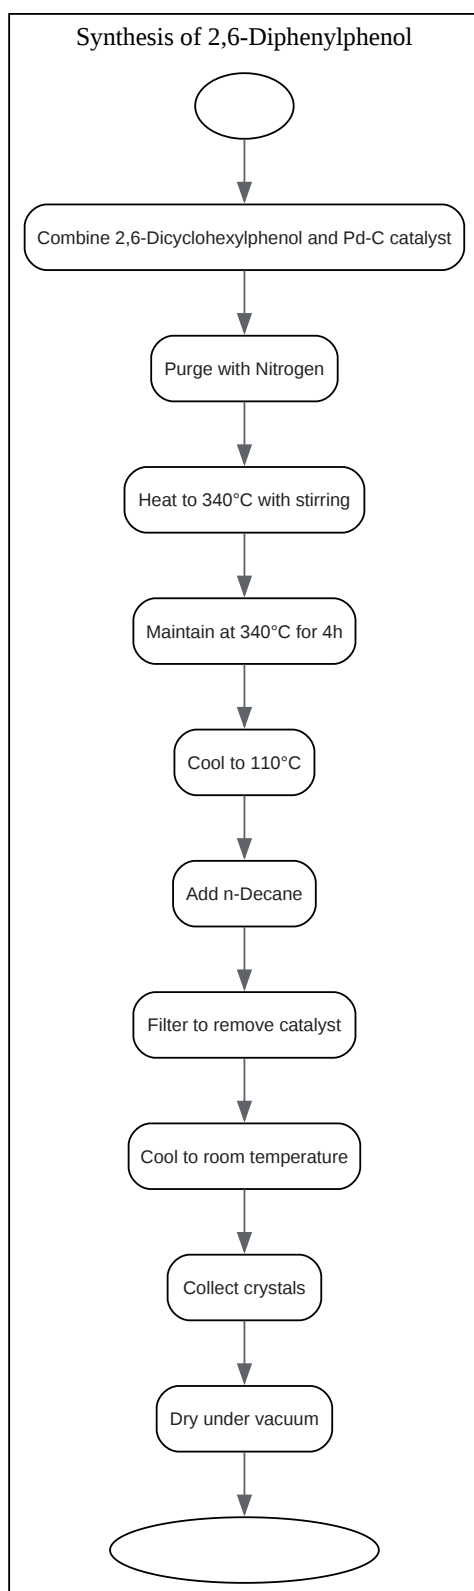 Synthesis of 2,6-Diphenylphenol
Combine 2,6-Dicyclohexylphenol and Pd-C catalyst
Purge with Nitrogen
Heat to 340°C with stirring
Maintain at 340°C for 4h
Cool to 110°C
Add n-Decane
Filter to remove catalyst
Cool to room temperature
Collect crystals
Dry under vacuum